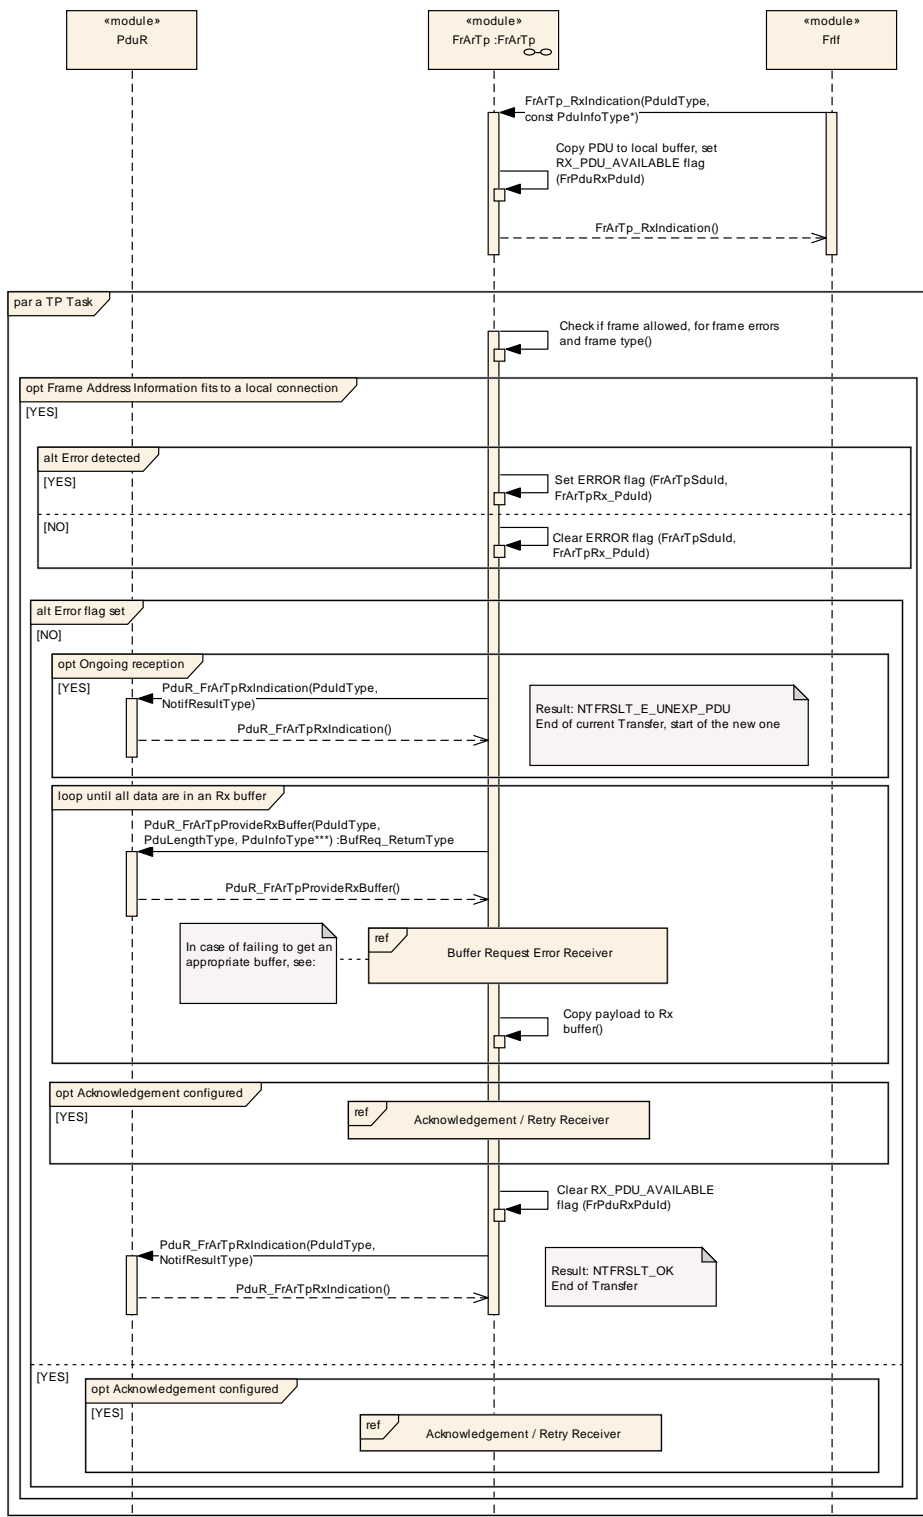 «module»
PduR
«module»
FrArTp :FrArTp
«module»
FrIf
FrArTp_RxIndication(PduIdType,
const PduInfoType*)
Copy PDU to local buffer, set
RX_PDU_AVAILABLE flag
(FrPduRxPduId)
FrArTp_RxIndication()
par a TP Task
Check if frame allowed, for frame errors
and frame type()
opt Frame Address Information fits to a local connection
[YES]
alt Error detected
[YES]
Set ERROR flag (FrArTpSduId,
FrArTpRx_PduId)
[NO]
Clear ERROR flag (FrArTpSduId,
FrArTpRx_PduId)
alt Error flag set
[NO]
opt Ongoing reception
[YES]
PduR_FrArTpRxIndication(PduIdType,
NotifResultType)
Result: NTFRSLT_E_UNEXP_PDU
End of current Transfer, start of the new one
PduR_FrArTpRxIndication()
loop until all data are in an Rx buffer
PduR_FrArTpProvideRxBuffer(PduIdType,
PduLengthType, PduInfoType***) :BufReq_ReturnType
PduR_FrArTpProvideRxBuffer()
In case of failing to get an
appropriate buffer, see:
ref
Buffer Request Error Receiver
Copy payload to Rx
buffer()
opt Acknowledgement configured
[YES]
ref
Acknowledgement / Retry Receiver
Clear RX_PDU_AVAILABLE
flag (FrPduRxPduId)
PduR_FrArTpRxIndication(PduIdType,
NotifResultType)
Result: NTFRSLT_OK
End of Transfer
PduR_FrArTpRxIndication()
[YES]
opt Acknowledgement configured
[YES]
ref
Acknowledgement / Retry Receiver